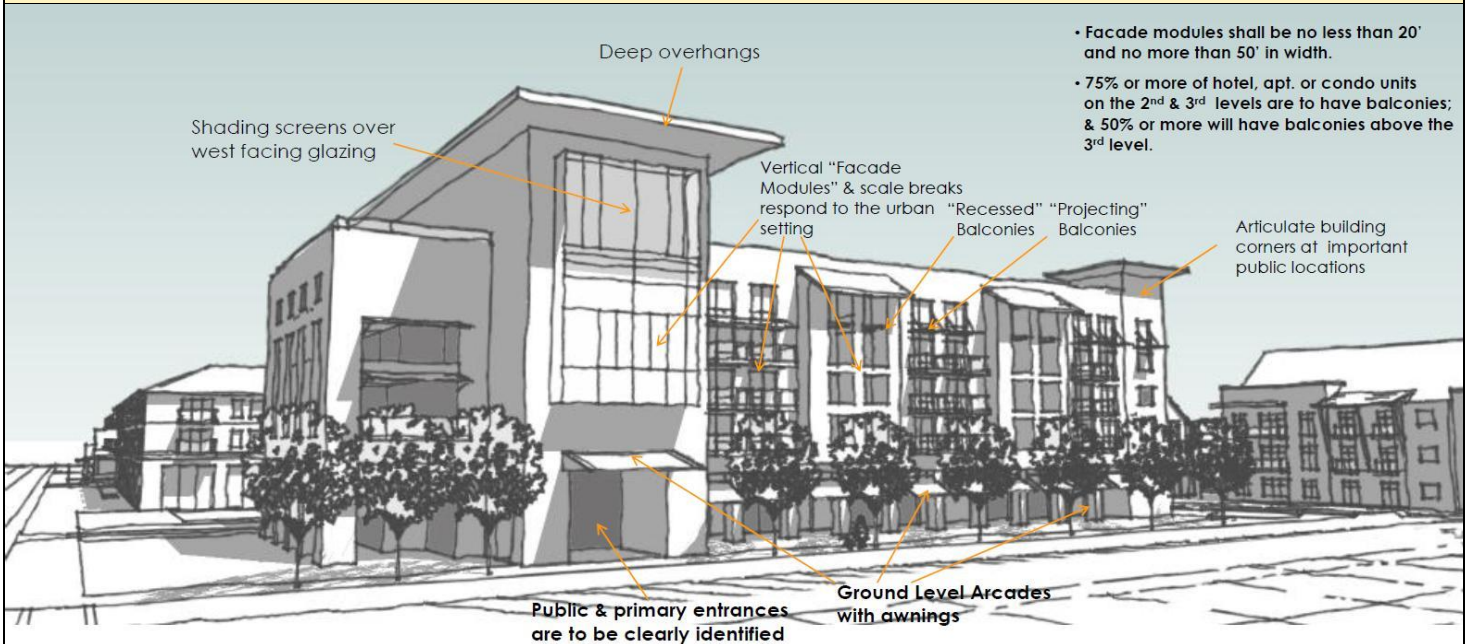 • Facade modules shall be no less than 20’
and no more than 50’ in width.
• 75% or more of hotel, apt. or condo units
on the 2nd & 3rd levels are to have balconies;
& 50% or more will have balconies above the
3rd level.
Deep overhangs
Shading screens over
west facing glazing
Vertical “Facade
Modules” & scale breaks
respond to the urban
setting
“Recessed”
Balconies
“Projecting”
Balconies
Articulate building
corners at important
public locations
Public & primary entrances
are to be clearly identified
Ground Level Arcades
with awnings